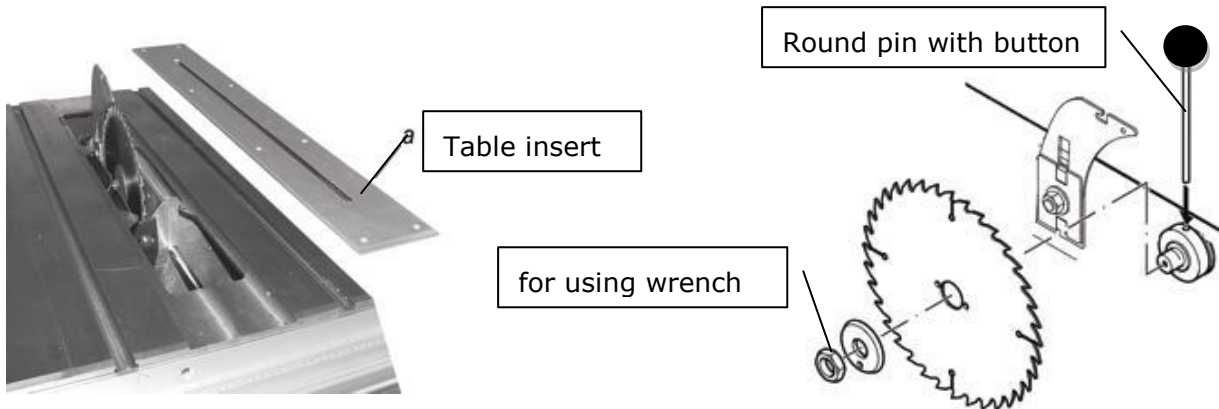 Round pin with button
a
Table insert
for using wrench